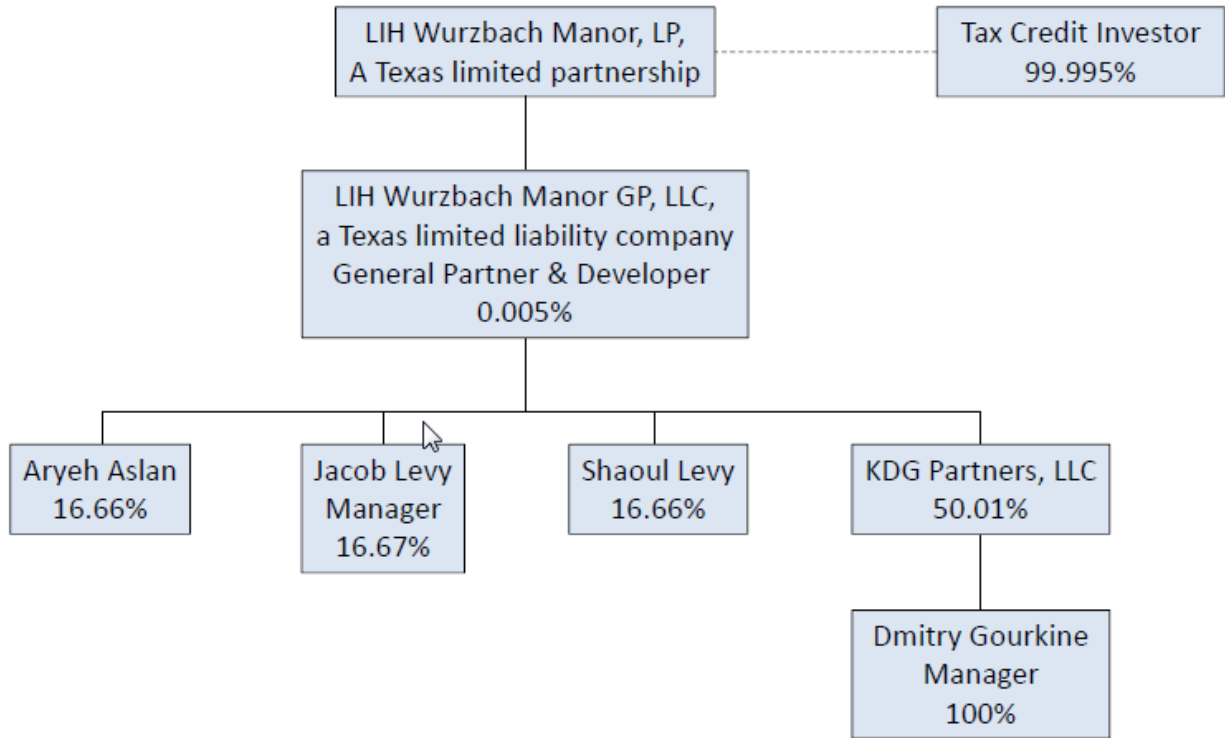 LIH Wurzbach Manor, LP,
A Texas limited partnership
Tax Credit Investor
99.995%
LIH Wurzbach Manor GP, LLC,
a Texas limited liability company
General Partner & Developer
0.005%
Aryeh Aslan
16.66%
Jacob Levy
Manager
16.67%
Shaoul Levy
16.66%
KDG Partners, LLC
50.01%
Dmitry Gourkine
Manager
100%